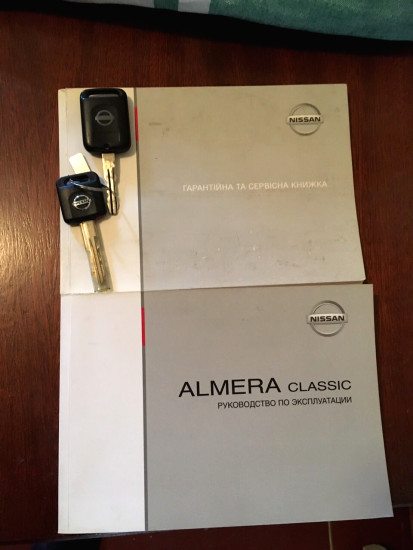 NISSAN
ГАРАНТІЙНА ТА СЕРВІСНА КНИЖКА
NISSAN
ALMERA CLASSIC
РУКОВОДСТВО ПО ЭКСПЛУАТАЦИИ